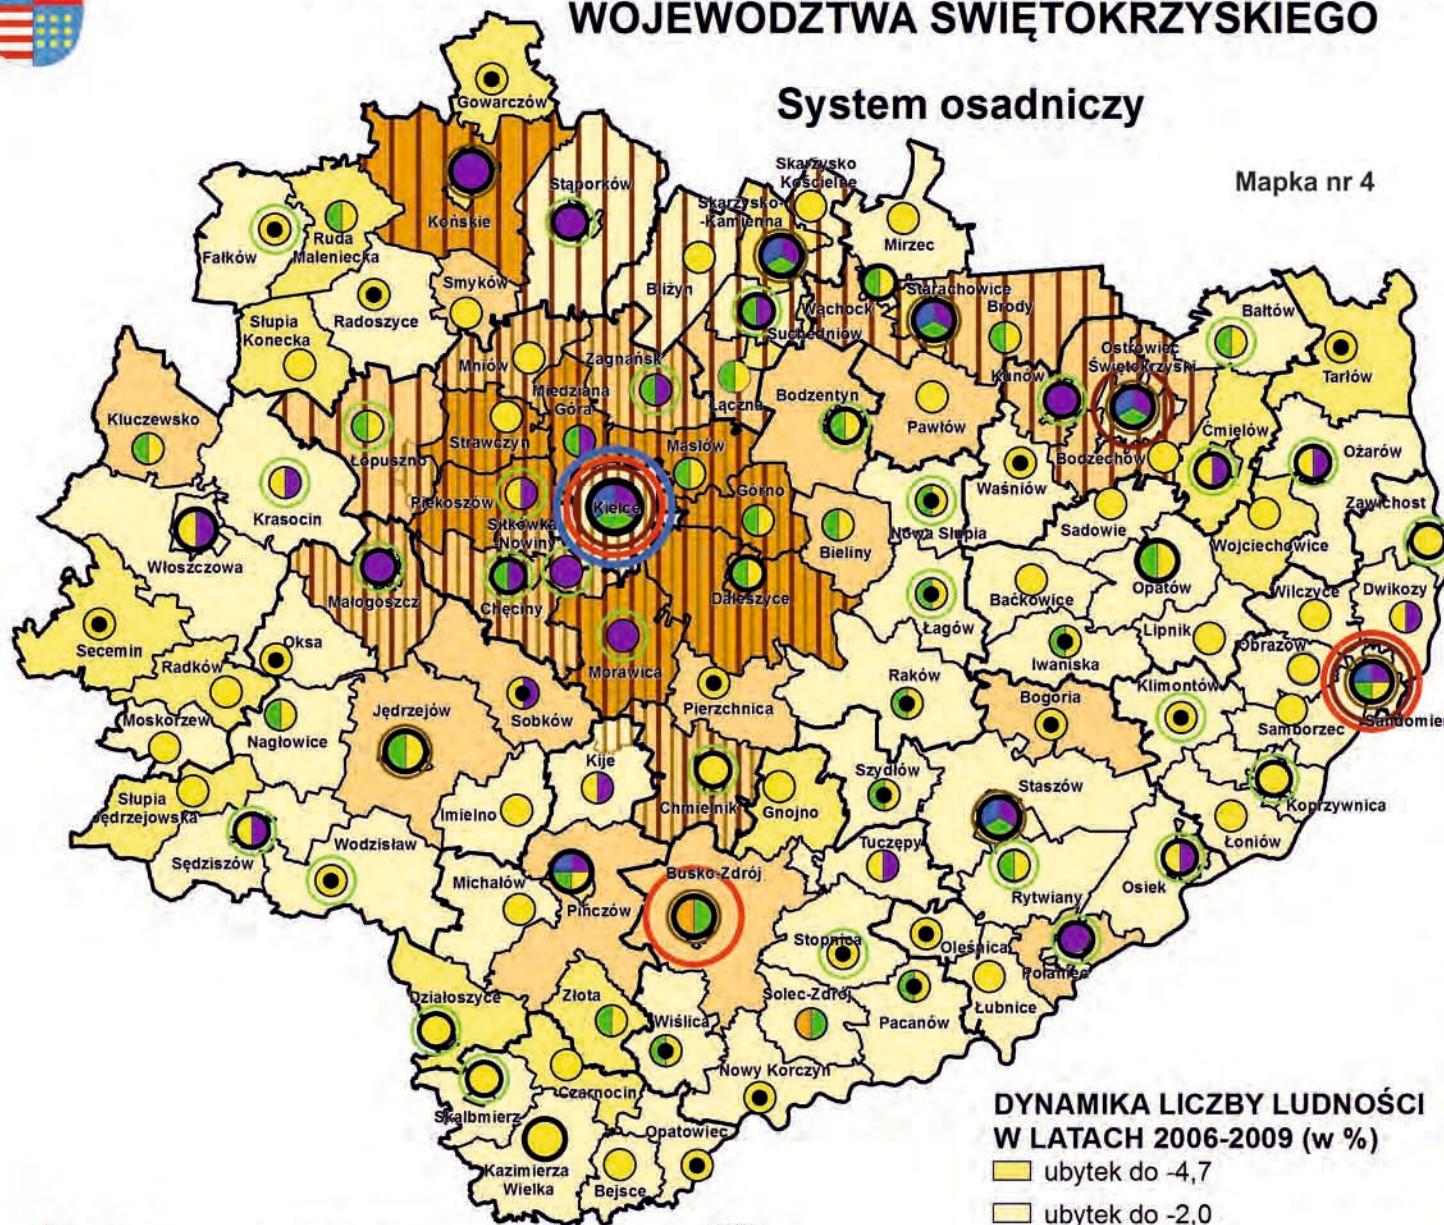 WOJEWÓDZTWA ŚWIĘTOKRZYSKIEGO
System osadniczy
Mapka nr 4
Gowarczów
Stąporków
Skarżysko
Kościelne
Skarżysko-
-Kamienna
Końskie
Mirzec
Fałków
Ruda
Maleniecka
Bliżyn
Smyków
Radoszyce
Starachowice
Wąchock
Brody
Bałtów
Słupia
Konecka
Suchedniów
Ostrowiec
Świętokrzyski
Mniów
Zagnańsk
Kunów
Tarłów
Miedziana
Góra
Łączna
Bodzentyn
Kluczewsko
Pawłów
Ćmielów
Strawczyn
Masłów
Ożarów
Łopuszno
Bodzechów
Waśniów
Piekoszów
Górno
Zawichost
Kielce
Krasocin
Sitkówka
-Nowiny
Nowa Słupia
Sadowie
Bieliny
Wojciechowice
Włoszczowa
Małogoszcz
Chęciny
Daleszyce
Baćkowice
Opatów
Wilczyce
Dwikozy
Łagów
Lipnik
Oksa
Secemin
Radków
Iwaniska
Obrazów
Morawica
Raków
Klimontów
Bogoria
Jędrzejów
Sobków
Pierzchnica
Moskorzew
Nagłowice
Samborzec
Sandomier
Kije
Szydłów
Staszów
Słupia
Jędrzejowska
Imielno
Chmielnik
Gnojno
Koprzywnica
Wodzisław
Tuczępy
Łoniów
Sędziszów
Michałów
Busko-Zdrój
Osiek
Rytwiany
Pińczów
Stopnica
Oleśnica
Połaniec
Działoszyce
Złota
Solec-Zdrój
Łubnice
Wiślica
Pacanów
Nowy Korczyn
Czarnocin
Skalbmierz
Opatowiec
Kazimierza
Wielka
Bejsce
DYNAMIKA LICZBY LUDNOŚCI
W LATACH 2006-2009 (w %)
ubytek do -4,7
ubytek do -2,0